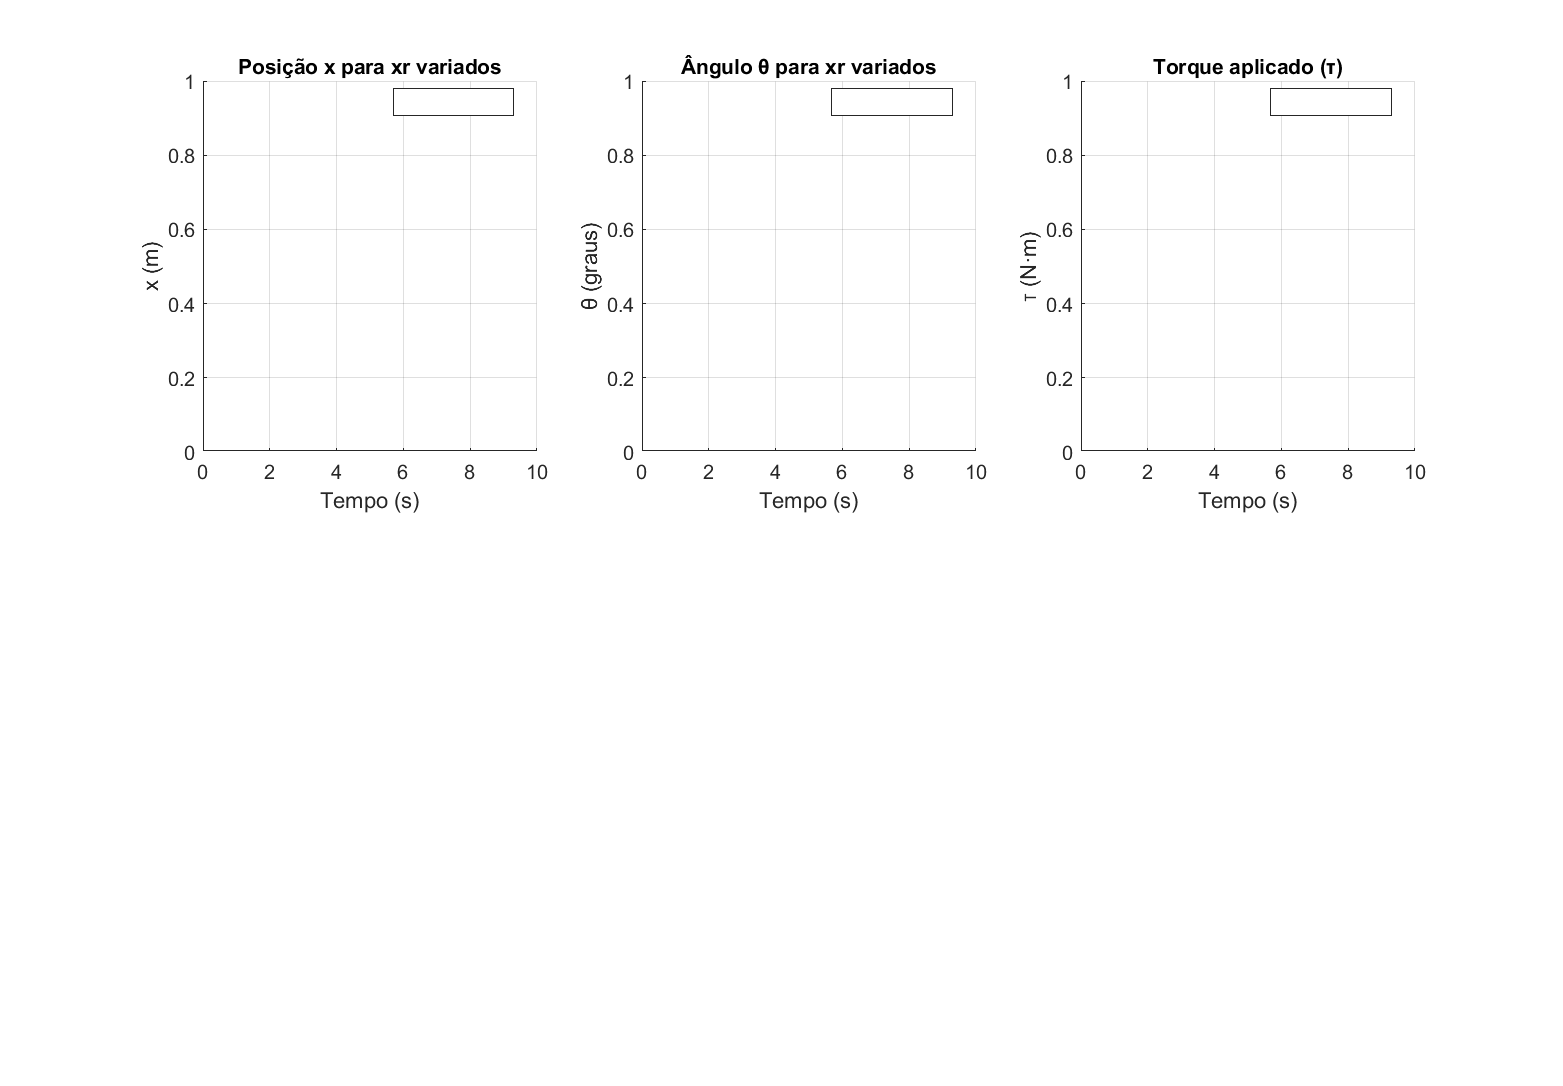 Posição x para xr variados
1
0.8
0.6
0.4
0.2
0
x (m)
0 2 4 6 8 10
Tempo (s)
Ângulo θ para xr variados
1
0.8
0.6
0.4
0.2
0
θ (graus)
0 2 4 6 8 10
Tempo (s)
Torque aplicado (τ)
1
0.8
0.6
0.4
0.2
0
τ (N·m)
0 2 4 6 8 10
Tempo (s)